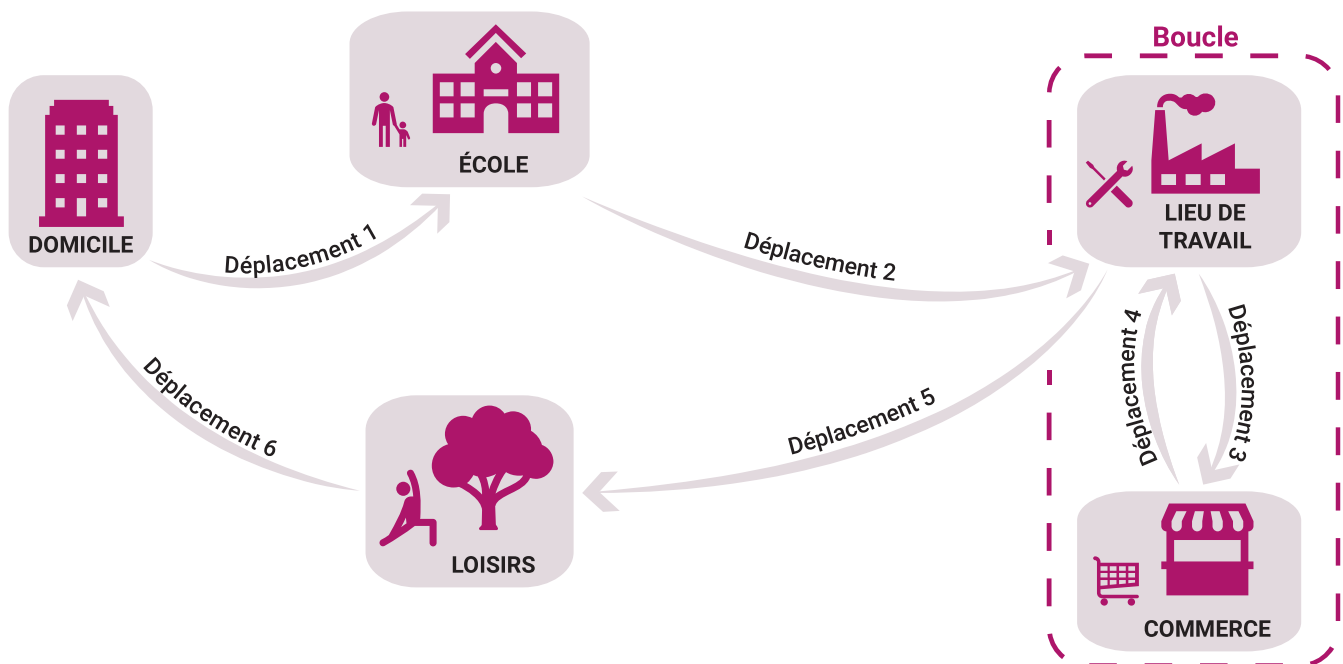 Boucle
DOMICILE
ÉCOLE
LIEU DE
TRAVAIL
Déplacement 1
Déplacement 2
Déplacement 4
Déplacement 3
Déplacement 6
Déplacement 5
LOISIRS
COMMERCE